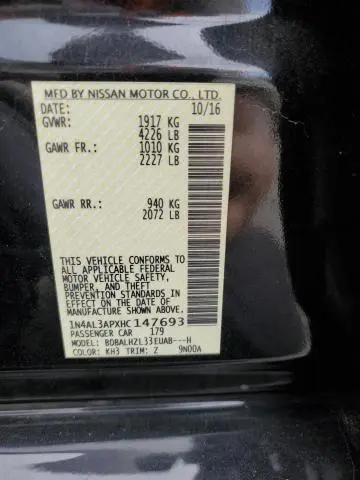 MFD BY NISSAN MOTOR CO., LTD.
DATE: 10/16
GVWR: 1917 KG
4226 LB
GAWR FR.: 1010 KG
2227 LB
GAWR RR.: 940 KG
2072 LB
THIS VEHICLE CONFORMS TO
ALL APPLICABLE FEDERAL
MOTOR VEHICLE SAFETY,
BUMPER, AND THEFT
PREVENTION STANDARDS
IN EFFECT ON THE DATE OF
MANUFACTURE SHOWN ABOVE.
1N4AL3APXHC147693
PASSENGER CAR 179
MODEL: BDBALHZL33EUAB---H
COLOR: KH3 TRIM: Z 9N00A